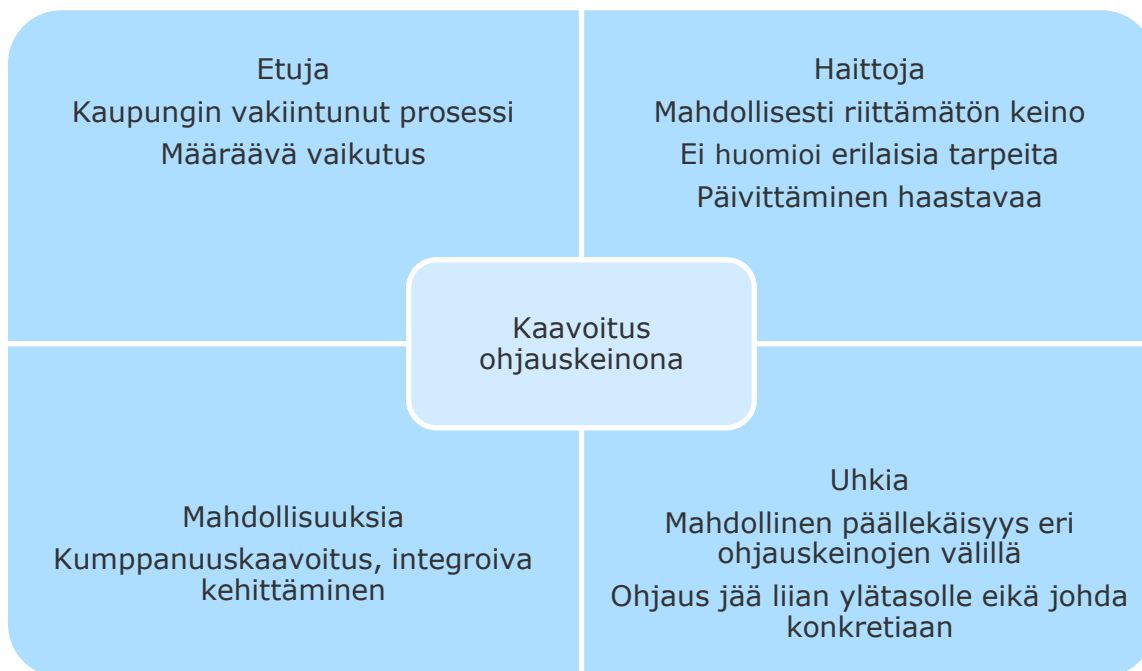 Etuja
Kaupungin vakiintunut prosessi
Määräävä vaikutus
Haittoja
Mahdollisesti riittämätön keino
Ei huomioi erilaisia tarpeita
Päivittäminen haastavaa
Kaavoitus
ohjauskeinona
Mahdollisuuksia
Kumppanuuskaavoitus, integroiva
kehittäminen
Uhkia
Mahdollinen päällekäisyys eri
ohjauskeinojen välillä
Ohjaus jää liian ylätasolle eikä johda
konkretiaan